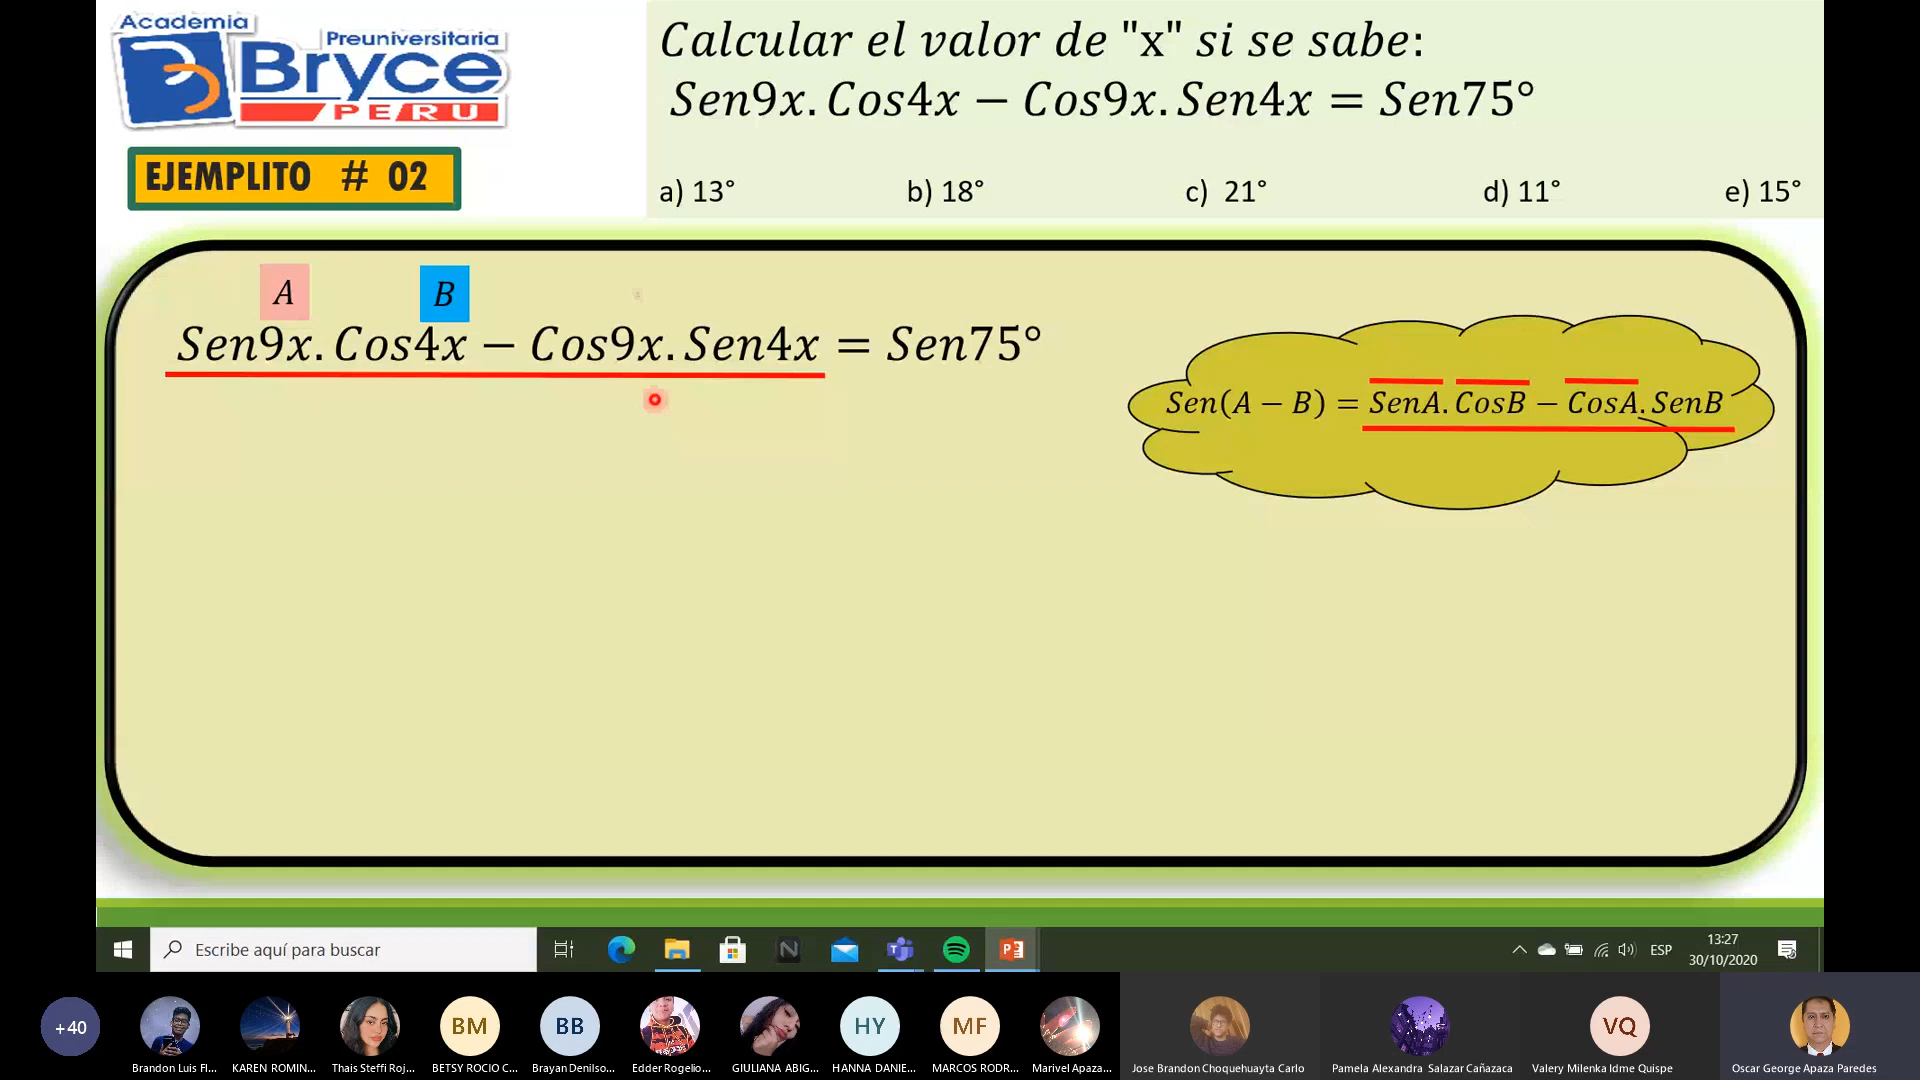 Academia
Preuniversitaria
Bryce
PERU
EJEMPLITO # 02
Calcular el valor de "x" si se sabe:
Sen9x.Cos4x − Cos9x.Sen4x = Sen75°
a) 13° b) 18° c) 21° d) 11° e) 15°
A B
Sen9x.Cos4x − Cos9x.Sen4x = Sen75°
Sen(A − B) = SenA.CosB − CosA.SenB
Escribe aquí para buscar
ESP
13:27
30/10/2020
+40
BM BB HY MF VQ
Brandon Luis Fl... KAREN ROMIN... Thais Steffi Roj... BETSY ROCIO C... Brayan Denilso... Edder Rogelio... GIULIANA ABIG... HANNA DANIE... MARCOS RODR... Marivel Apaza... Jose Brandon Choquehuayta Carlo Pamela Alexandra Salazar Cañazaca Valery Milenka Idme Quispe Oscar George Apaza Paredes